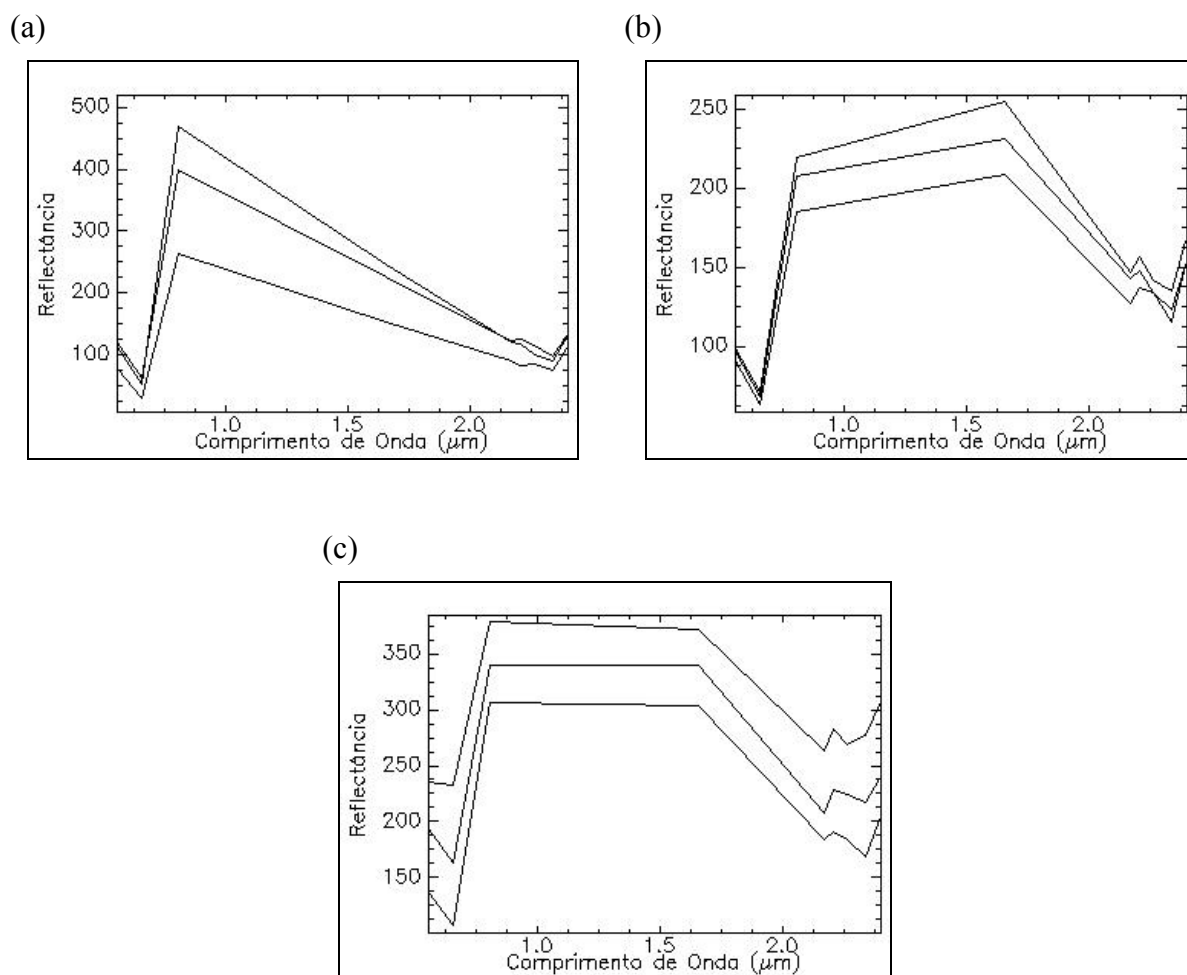 (a)
500
400
300
200
100
Reflectância
1.0 1.5 2.0
Comprimento de Onda (μm)
(b)
250
200
150
100
Reflectância
1.0 1.5 2.0
Comprimento de Onda (μm)
(c)
350
300
250
200
150
Reflectância
1.0 1.5 2.0
Comprimento de Onda (μm)